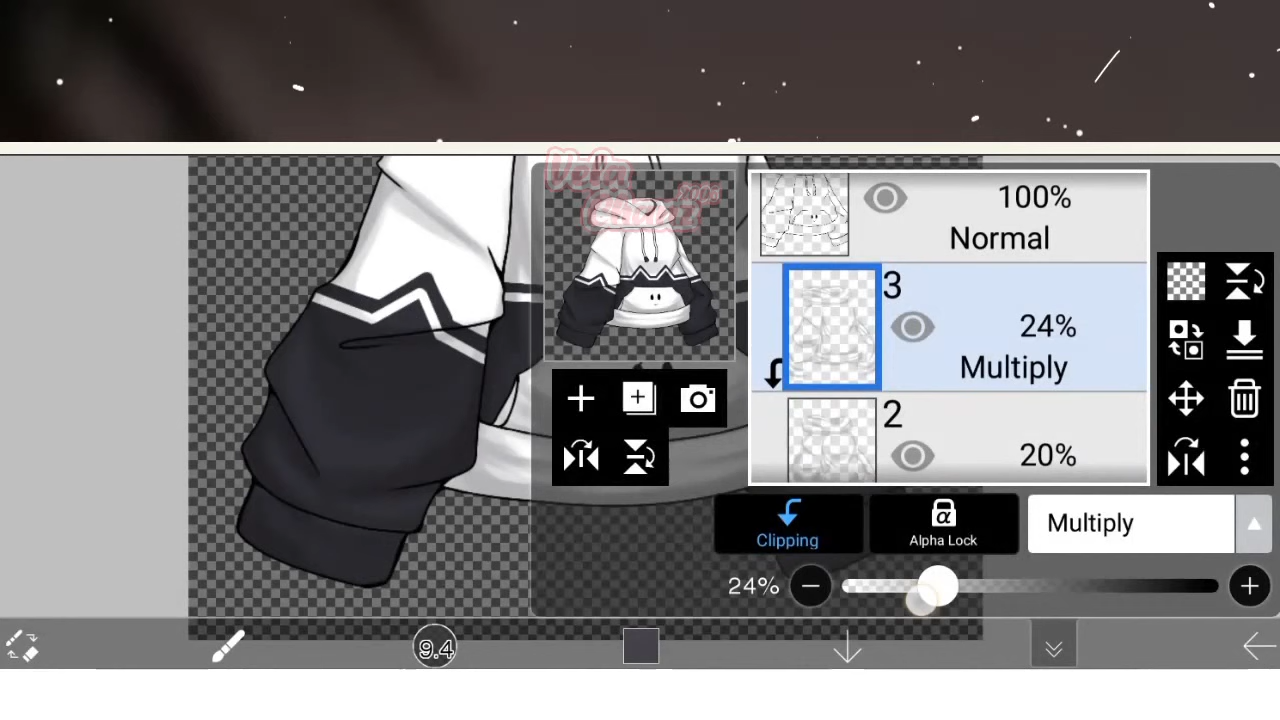 100%
Normal
3
24%
Multiply
2
20%
Clipping
α
Alpha Lock
Multiply
24%
9.4